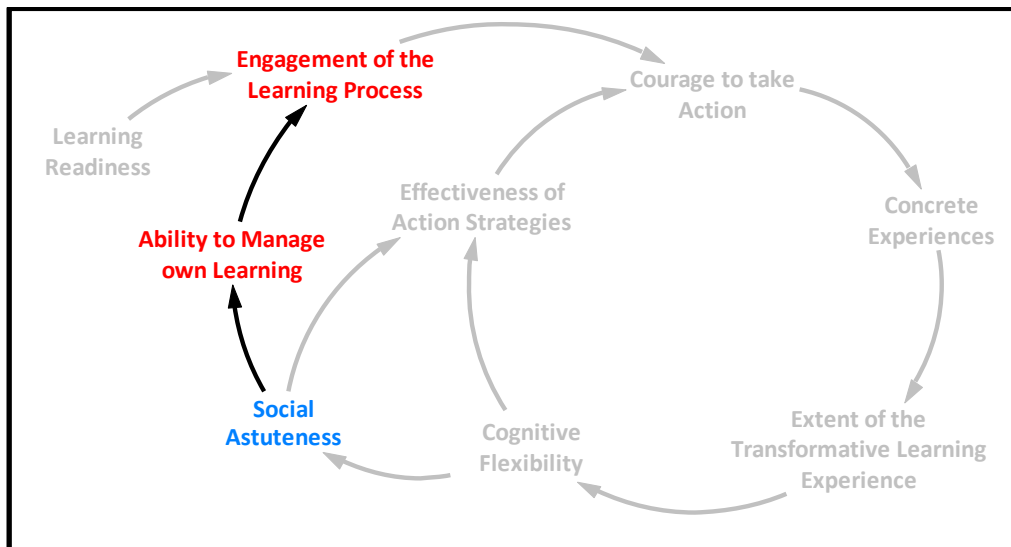 Engagement of the
Learning Process
Courage to take
Action
Learning
Readiness
Effectiveness of
Action Strategies
Concrete
Experiences
Ability to Manage
own Learning
Social
Astuteness
Cognitive
Flexibility
Extent of the
Transformative Learning
Experience